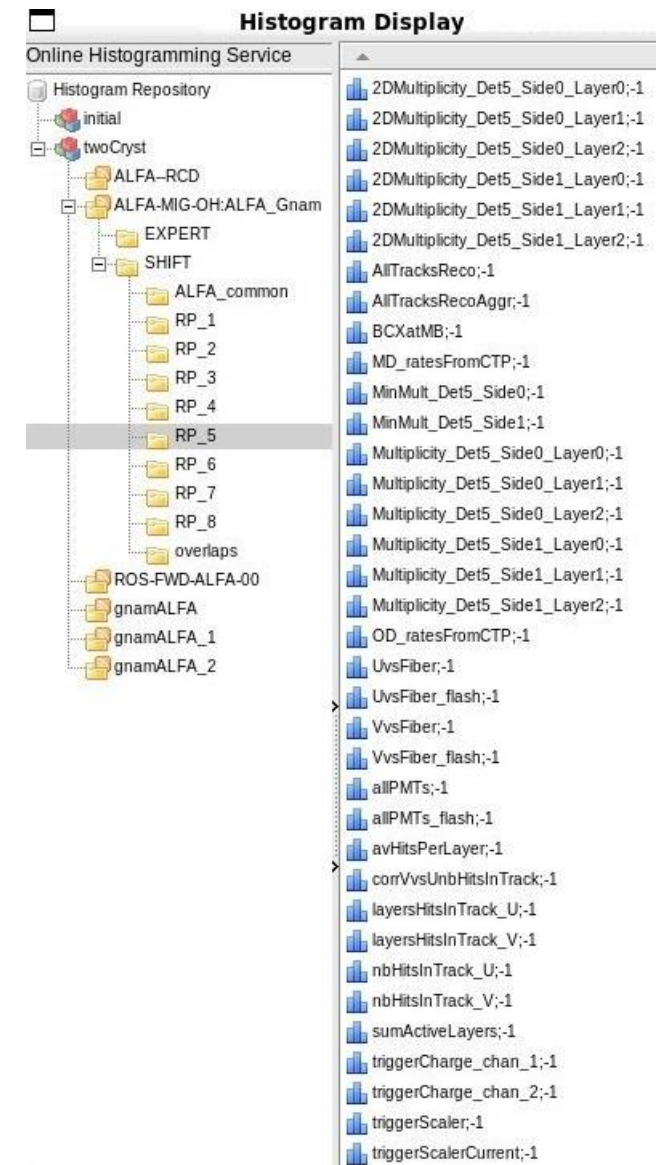 Histogram Display
Online Histogramming Service
Histogram Repository
initial
twoCryst
ALFA--RCD
ALFA-MIG-OH:ALFA_Gnam
EXPERT
SHIFT
ALFA_common
RP_1
RP_2
RP_3
RP_4
RP_5
RP_6
RP_7
RP_8
overlaps
ROS-FWD-ALFA-00
gnamALFA
gnamALFA_1
gnamALFA_2
2DMultiplicity_Det5_Side0_Layer0;-1
2DMultiplicity_Det5_Side0_Layer1;-1
2DMultiplicity_Det5_Side0_Layer2;-1
2DMultiplicity_Det5_Side1_Layer0;-1
2DMultiplicity_Det5_Side1_Layer1;-1
2DMultiplicity_Det5_Side1_Layer2;-1
AllTracksReco;-1
AllTracksRecoAggr;-1
BCXatMB;-1
MD_ratesFromCTP;-1
MinMult_Det5_Side0;-1
MinMult_Det5_Side1;-1
Multiplicity_Det5_Side0_Layer0;-1
Multiplicity_Det5_Side0_Layer1;-1
Multiplicity_Det5_Side0_Layer2;-1
Multiplicity_Det5_Side1_Layer0;-1
Multiplicity_Det5_Side1_Layer1;-1
Multiplicity_Det5_Side1_Layer2;-1
OD_ratesFromCTP;-1
UvsFiber;-1
UvsFiber_flash;-1
VvsFiber;-1
VvsFiber_flash;-1
allPMTs;-1
allPMTs_flash;-1
avHitsPerLayer;-1
corrVvsUnbHitsInTrack;-1
layersHitsInTrack_U;-1
layersHitsInTrack_V;-1
nbHitsInTrack_U;-1
nbHitsInTrack_V;-1
sumActiveLayers;-1
triggerCharge_chan_1;-1
triggerCharge_chan_2;-1
triggerScaler;-1
triggerScalerCurrent;-1